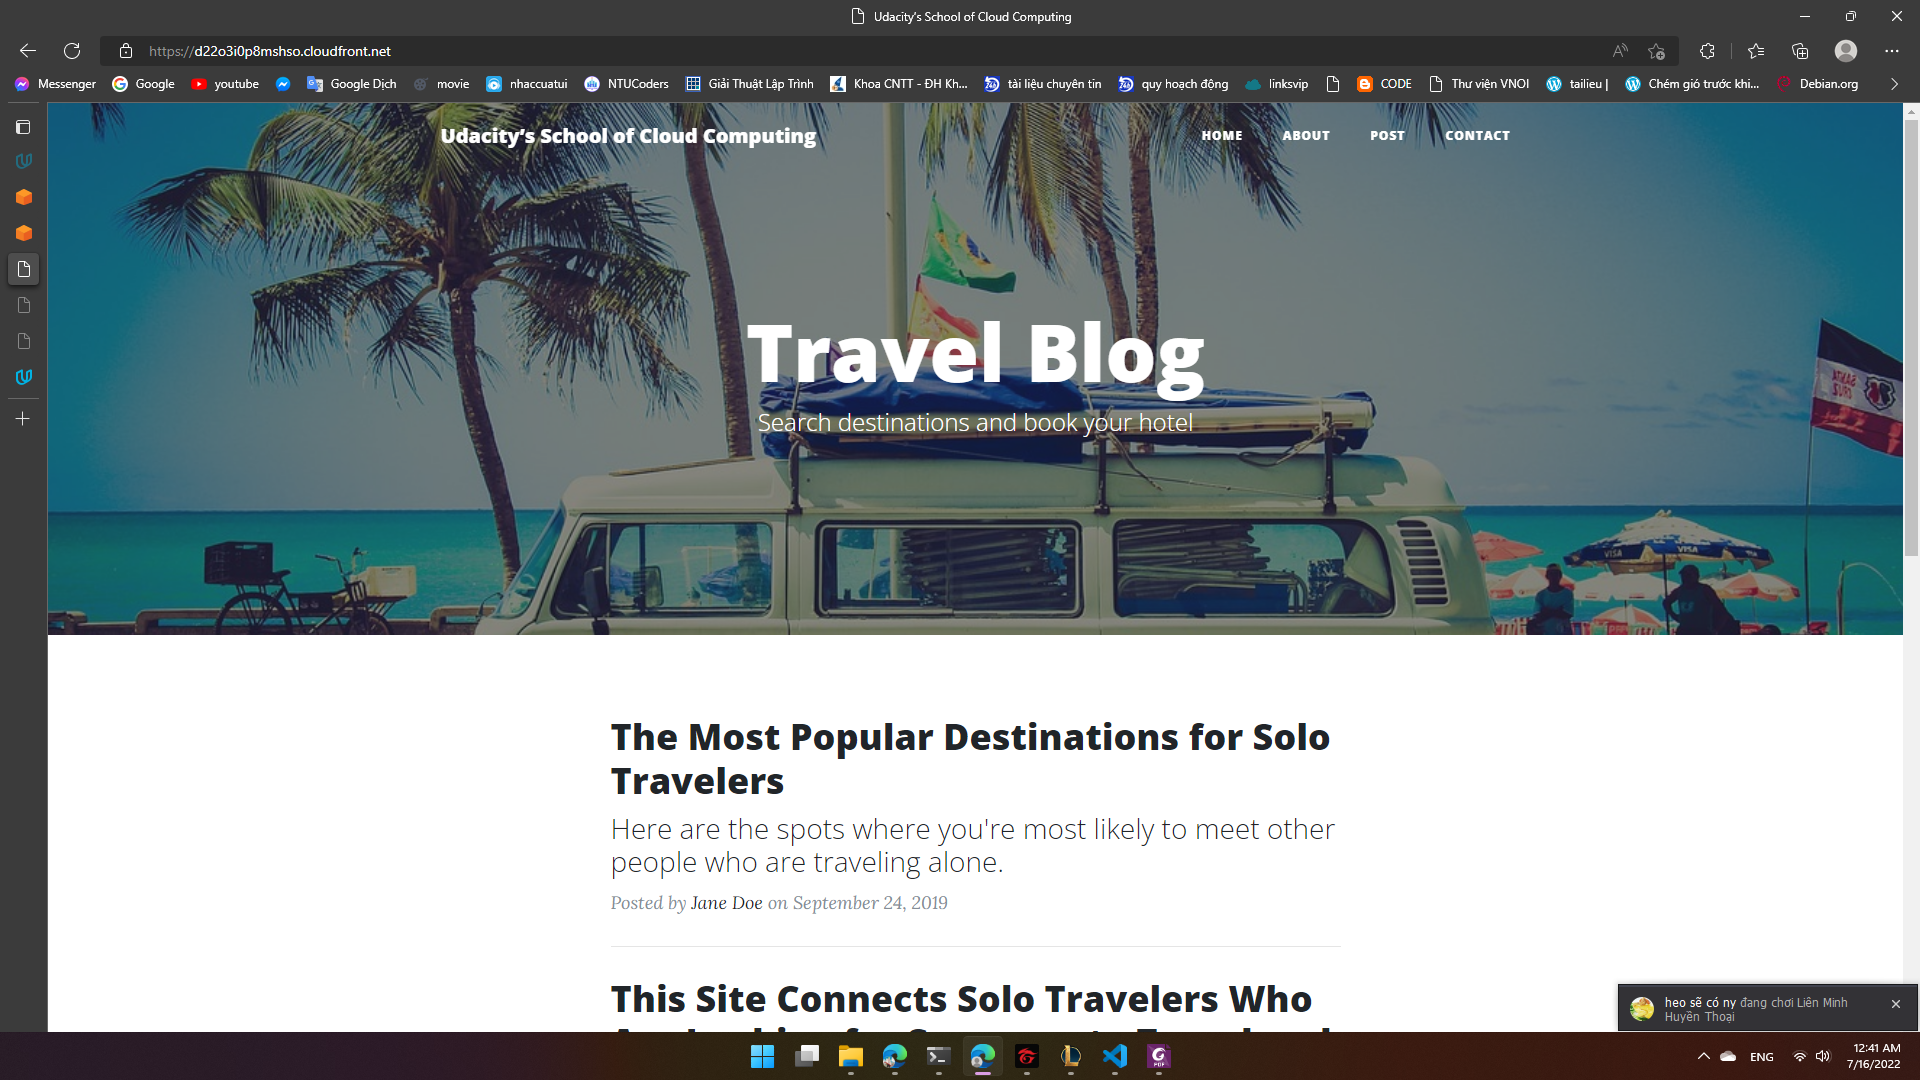 Udacity's School of Cloud Computing
https://d22o3i0p8mshso.cloudfront.net
Messenger
Google
youtube
Google Dịch
movie
nhaccuatui
NTUCoders
Giải Thuật Lập Trình
Khoa CNTT - ĐH Kh...
tài liệu chuyên tin
quy hoạch động
linksvip
CODE
Thư viện VNOI
tailieu |
Chém gió trước khi...
Debian.org
Udacity's School of Cloud Computing
HOME
ABOUT
POST
CONTACT
Travel Blog
Search destinations and book your hotel
VISA
VISA
The Most Popular Destinations for Solo
Travelers
Here are the spots where you're most likely to meet other
people who are traveling alone.
Posted by Jane Doe on September 24, 2019
This Site Connects Solo Travelers Who
heo sẽ có ny đang chơi Liên Minh
Huyền Thoại
ENG
12:41 AM
7/16/2022